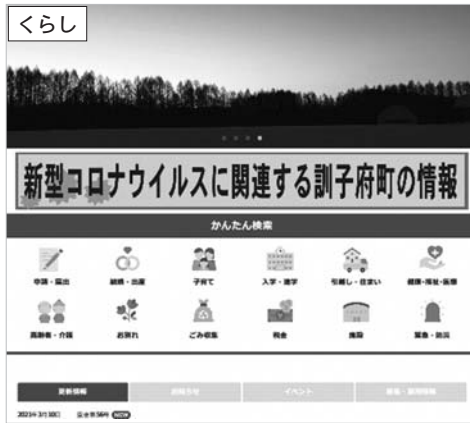 くらし
新型コロナウイルスに関連する訓子府町の情報
かんたん検索
申請・届出 結婚・出産 子育て 入学・進学 引越し・住まい 健康・福祉・医療
高齢者・介護 お別れ ごみ収集 税金 施設 緊急・防災
更新情報 お知らせ イベント
NEW